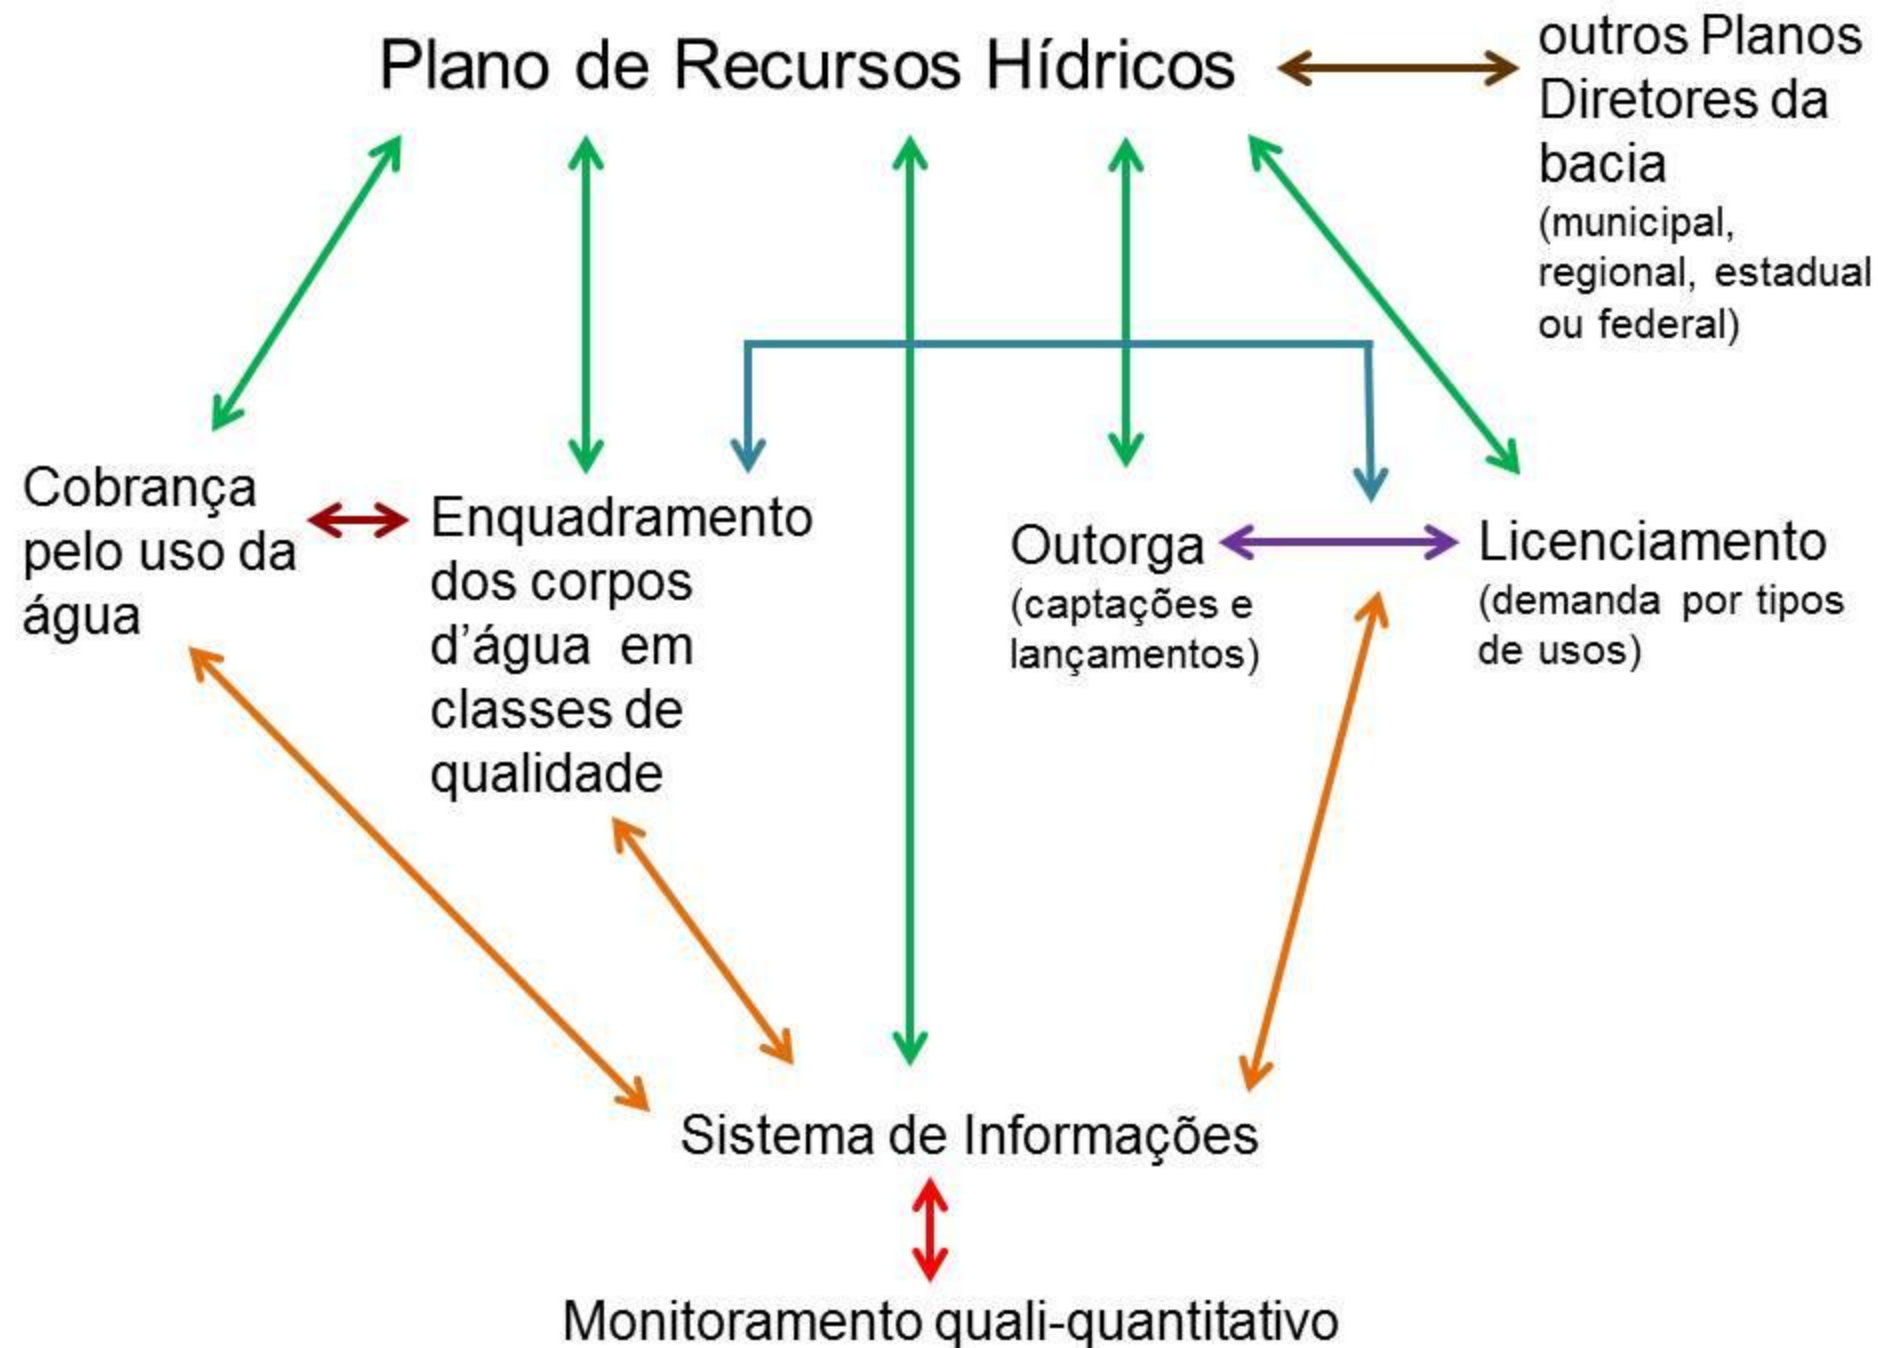 Plano de Recursos Hídricos
outros Planos
Diretores da
bacia
(municipal,
regional, estadual
ou federal)
Cobrança
pelo uso da
água
Enquadramento
dos corpos
d’água em
classes de
qualidade
Outorga
(captações e
lançamentos)
Licenciamento
(demanda por tipos
de usos)
Sistema de Informações
Monitoramento quali-quantitativo